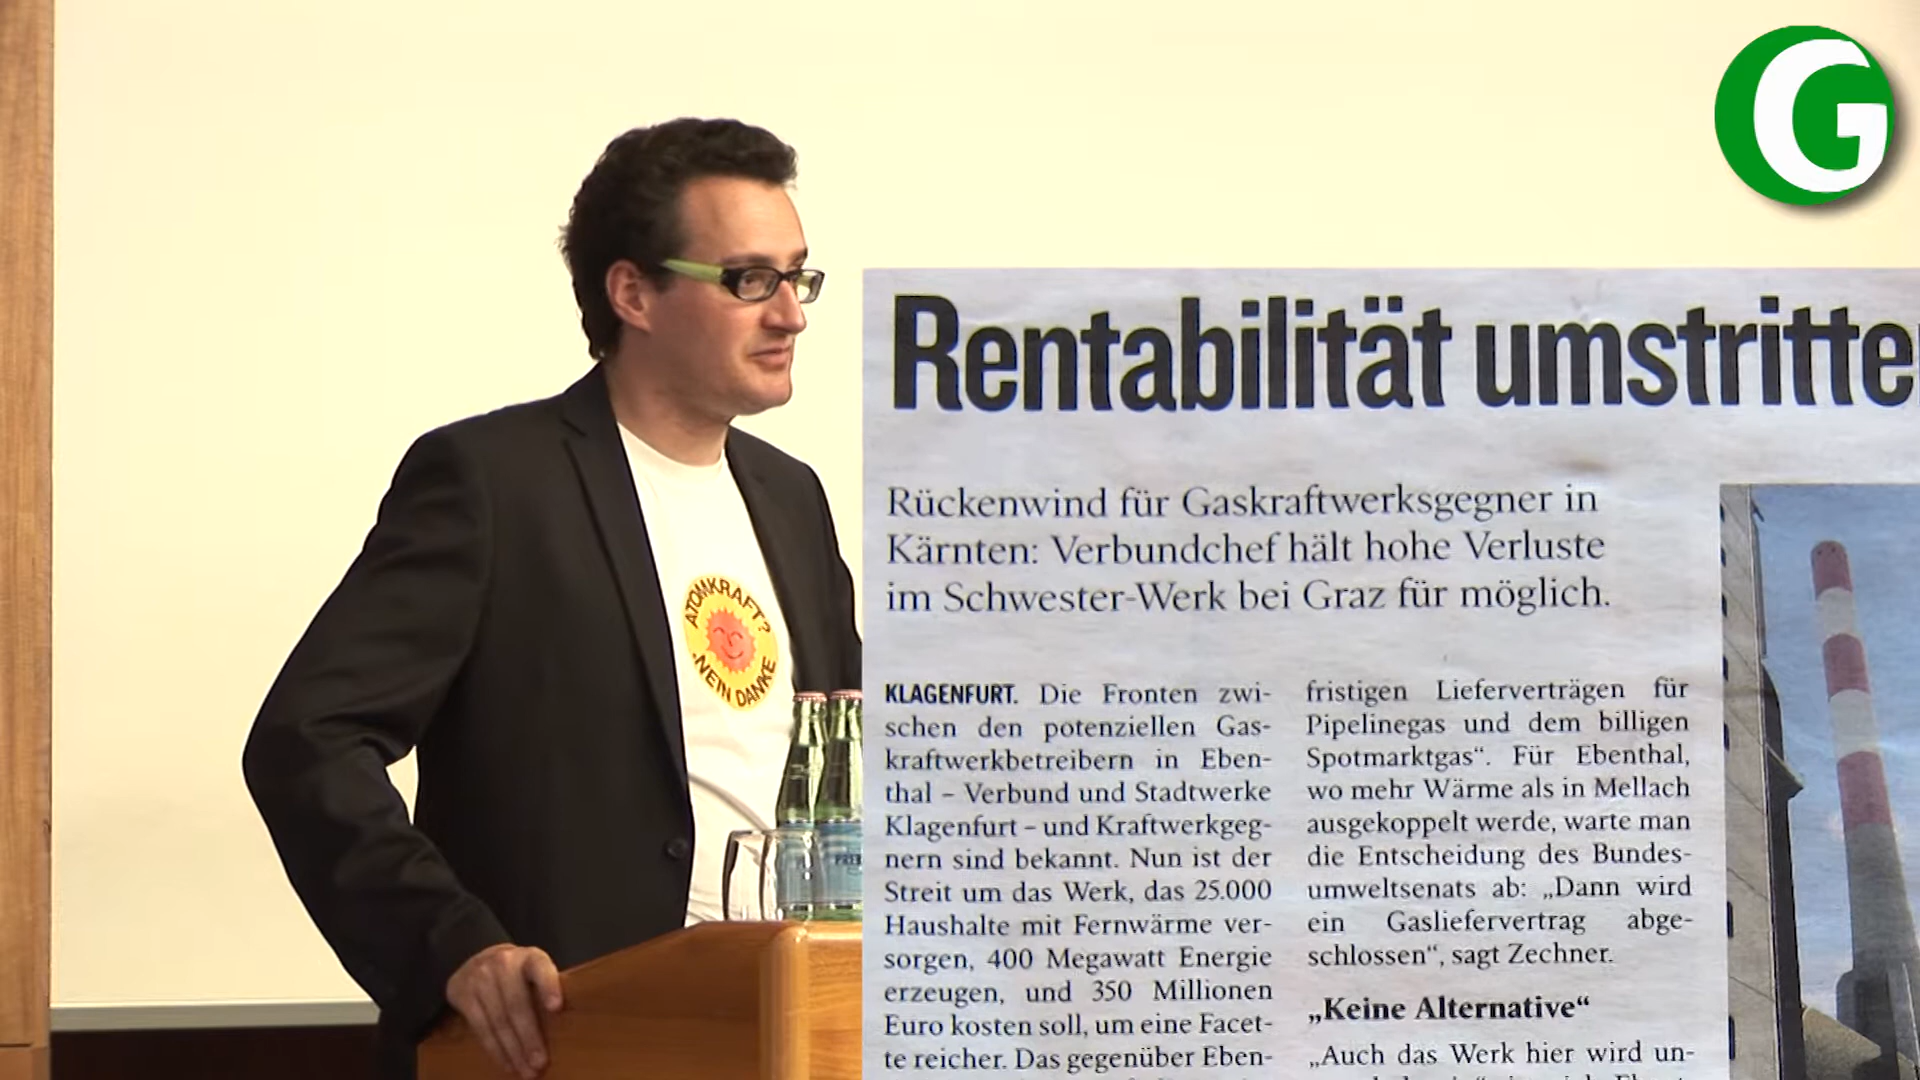 G
Rentabilität umstritte
Rückenwind für Gaskraftwerksgegner in
Kärnten: Verbundchef hält hohe Verluste
im Schwester-Werk bei Graz für möglich.
KLAGENFURT. Die Fronten zwi-
schen den potenziellen Gas-
kraftwerkbetreibern in Eben-
thal – Verbund und Stadtwerke
Klagenfurt – und Kraftwerkgeg-
nern sind bekannt. Nun ist der
Streit um das Werk, das 25.000
Haushalte mit Fernwärme ver-
sorgen, 400 Megawatt Energie
erzeugen, und 350 Millionen
Euro kosten soll, um eine Facet-
te reicher. Das gegenüber Eben-
fristigen Lieferverträgen für
Pipelinegas und dem billigen
Spotmarktgas“. Für Ebenthal,
wo mehr Wärme als in Mellach
ausgekoppelt werde, warte man
die Entscheidung des Bundes-
umweltsenats ab: „Dann wird
ein Gasliefervertrag abge-
schlossen“, sagt Zechner.
„Keine Alternative“
„Auch das Werk hier wird un-
ATOMKRAFT?
NEIN DANKE